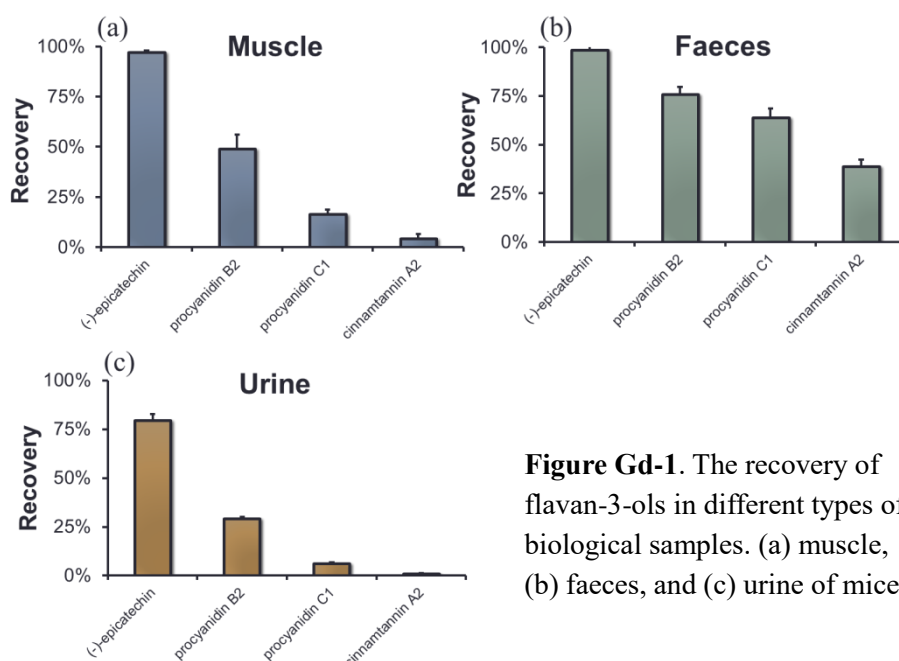 (a)
Muscle
100%
75%
50%
25%
0%
Recovery
(-)-epicatechin
procyanidin B2
procyanidin C1
cinnamtannin A2
(b)
Faeces
100%
75%
50%
25%
0%
Recovery
(-)-epicatechin
procyanidin B2
procyanidin C1
cinnamtannin A2
(c)
Urine
100%
75%
50%
25%
0%
Recovery
(-)-epicatechin
procyanidin B2
procyanidin C1
cinnamtannin A2
Figure Gd-1. The recovery of
flavan-3-ols in different types of
biological samples. (a) muscle,
(b) faeces, and (c) urine of mice